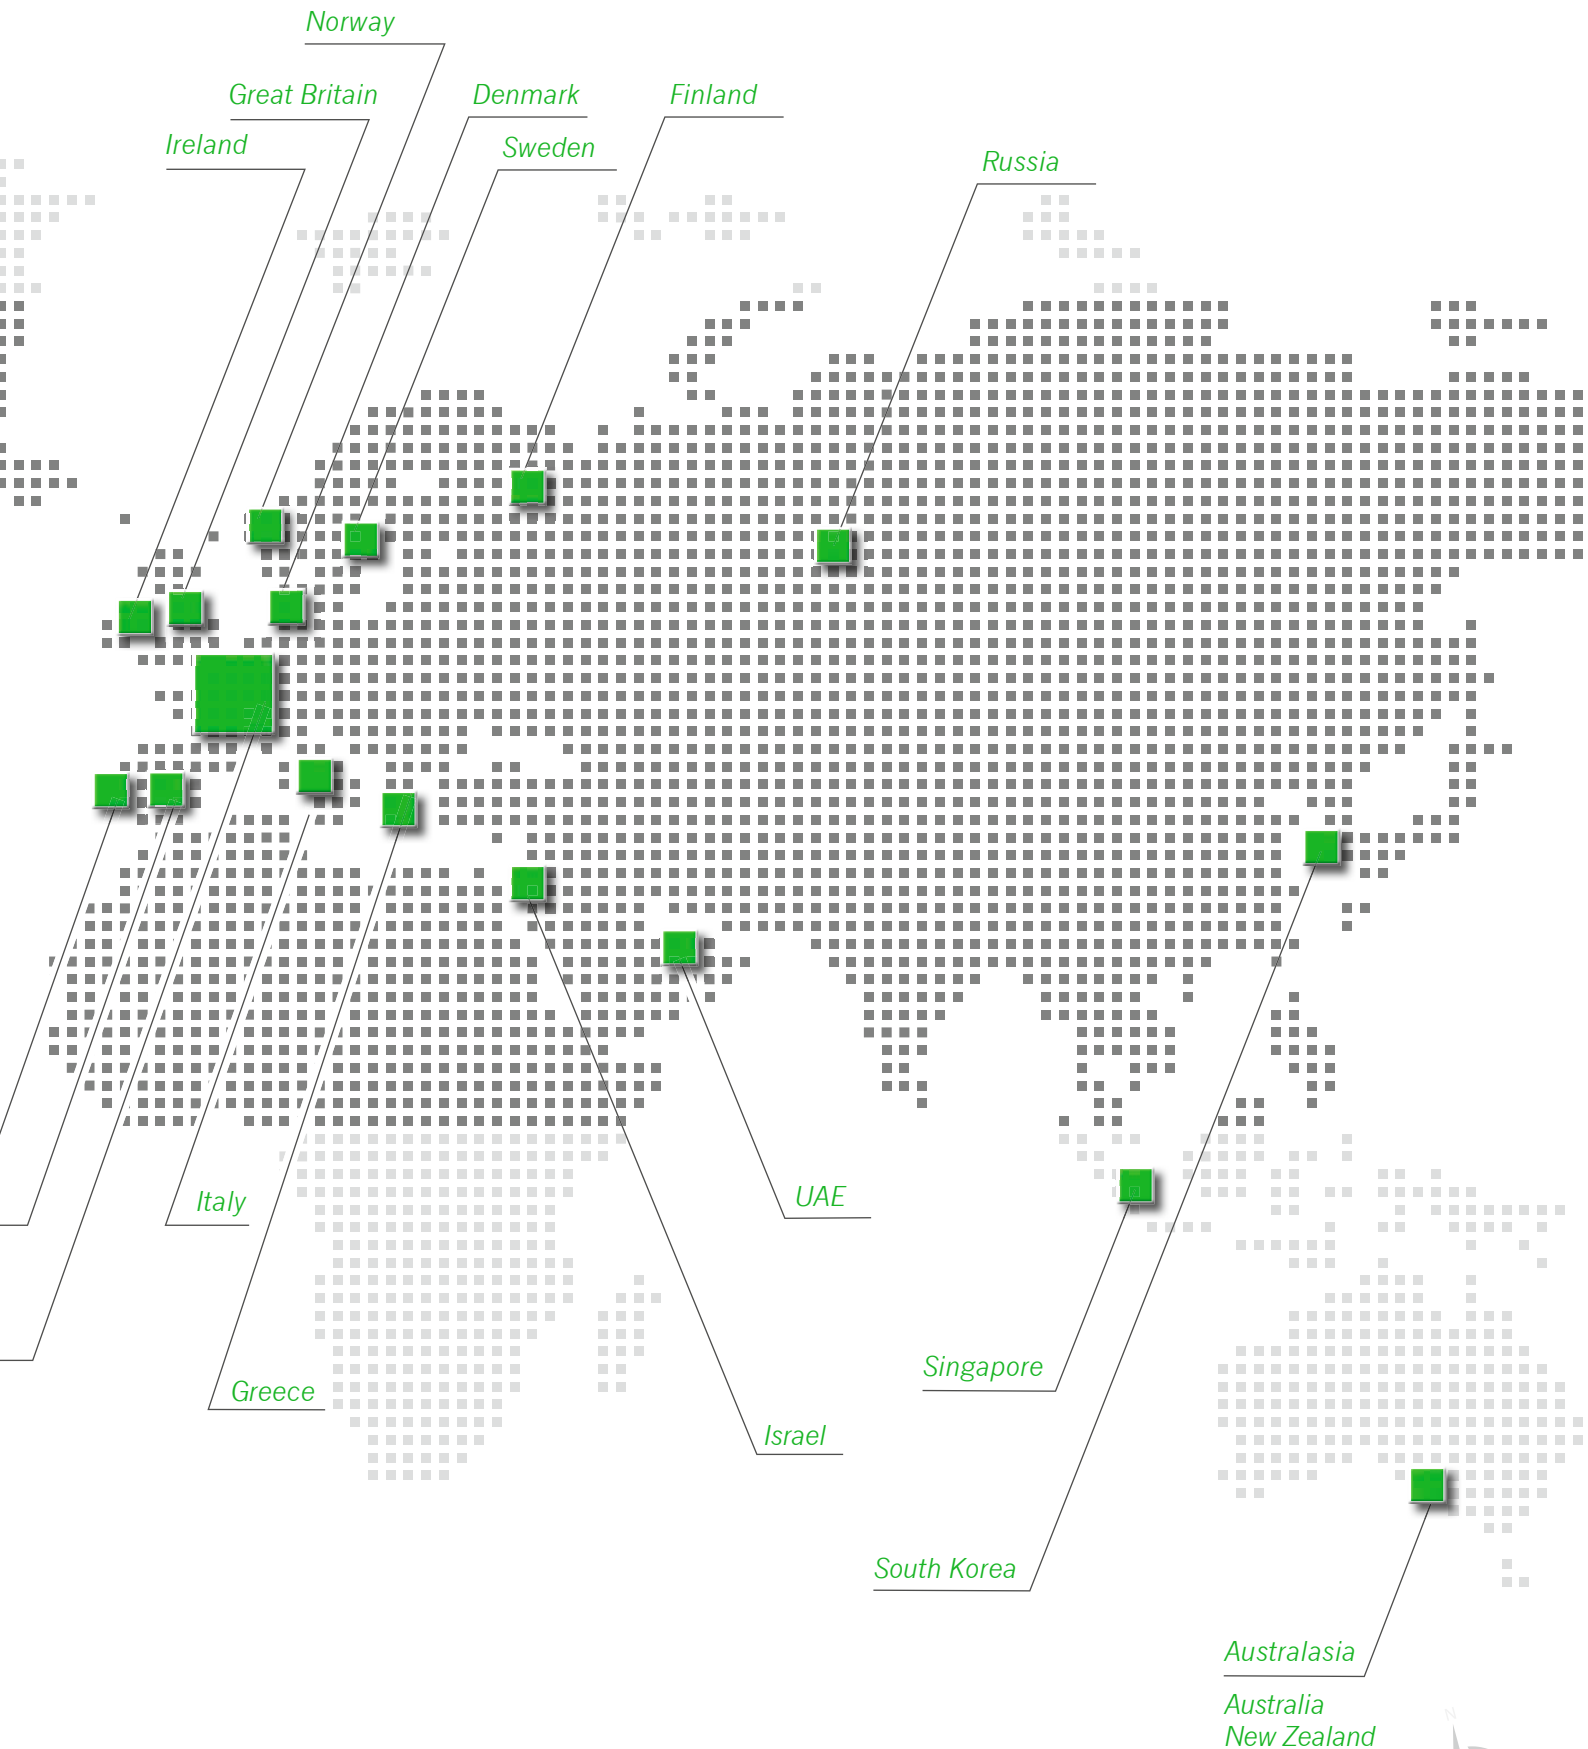 Norway
Great Britain
Denmark
Finland
Ireland
Sweden
Russia
Italy
UAE
Singapore
Greece
Israel
South Korea
Australasia
Australia
New Zealand
N